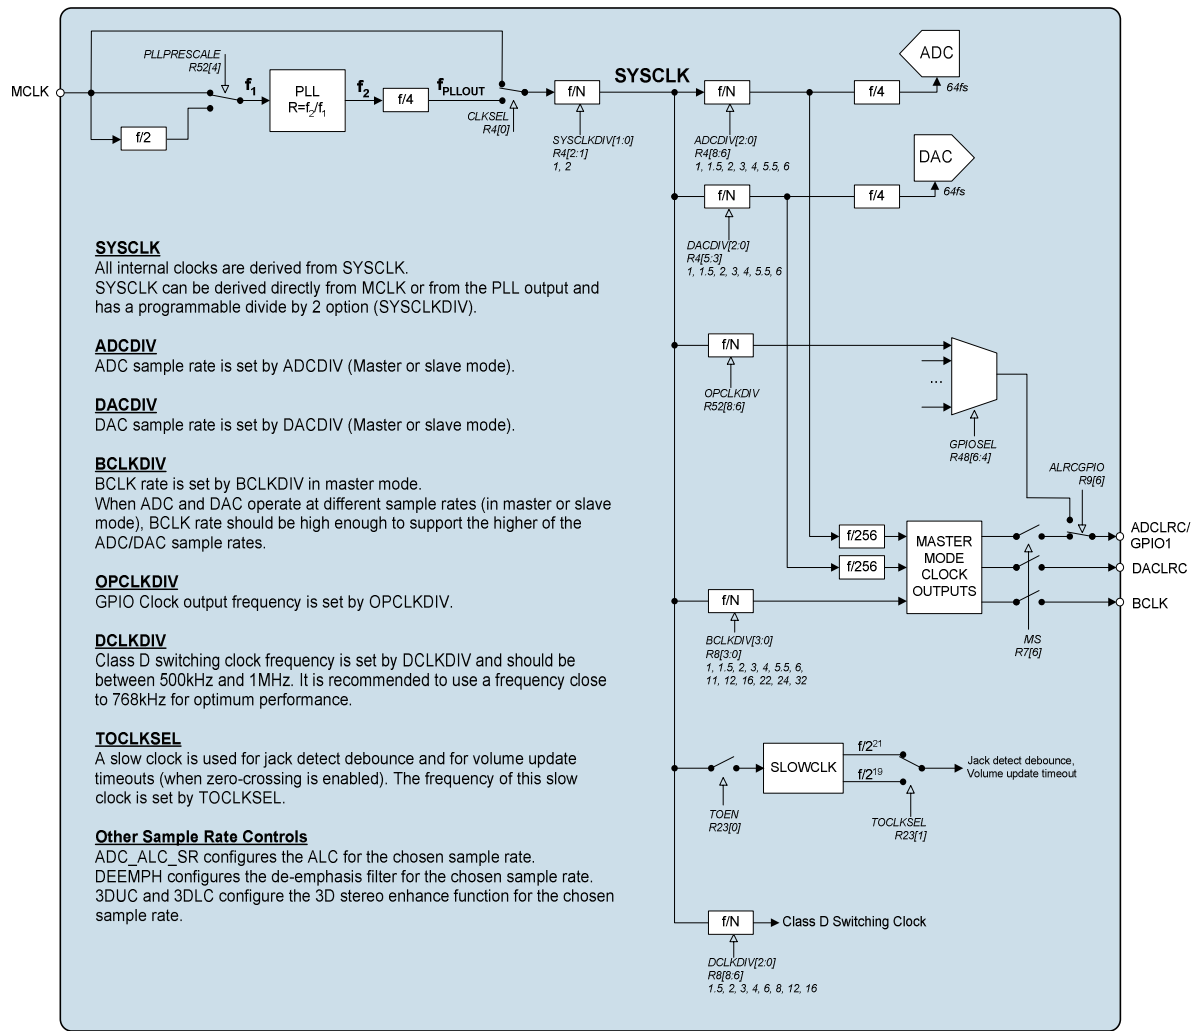 MCLK
PLLPRESCALE
R52[4]
f/2
f1
PLL
R=f2/f1
f2
f/4
fPLLOUT
CLKSEL
R4[0]
f/N
SYSCLKDIV[1:0]
R4[2:1]
1, 2
SYSCLK
f/N
ADCDIV[2:0]
R4[8:6]
1, 1.5, 2, 3, 4, 5.5, 6
f/4
ADC
64fs
f/N
DACDIV[2:0]
R4[5:3]
1, 1.5, 2, 3, 4, 5.5, 6
f/4
DAC
64fs
SYSCLK
All internal clocks are derived from SYSCLK.
SYSCLK can be derived directly from MCLK or from the PLL output and
has a programmable divide by 2 option (SYSCLKDIV).
ADCDIV
ADC sample rate is set by ADCDIV (Master or slave mode).
DACDIV
DAC sample rate is set by DACDIV (Master or slave mode).
BCLKDIV
BCLK rate is set by BCLKDIV in master mode.
When ADC and DAC operate at different sample rates (in master or slave
mode), BCLK rate should be high enough to support the higher of the
ADC/DAC sample rates.
OPCLKDIV
GPIO Clock output frequency is set by OPCLKDIV.
DCLKDIV
Class D switching clock frequency is set by DCLKDIV and should be
between 500kHz and 1MHz. It is recommended to use a frequency close
to 768kHz for optimum performance.
TOCLKSEL
A slow clock is used for jack detect debounce and for volume update
timeouts (when zero-crossing is enabled). The frequency of this slow
clock is set by TOCLKSEL.
Other Sample Rate Controls
ADC_ALC_SR configures the ALC for the chosen sample rate.
DEEMPH configures the de-emphasis filter for the chosen sample rate.
3DUC and 3DLC configure the 3D stereo enhance function for the chosen
sample rate.
f/N
OPCLKDIV
R52[8:6]
...
GPIOSEL
R48[6:4]
ALRCGPIO
R9[6]
f/256
f/256
MASTER
MODE
CLOCK
OUTPUTS
ADCLRC/
GPIO1
DACLRC
BCLK
MS
R7[6]
f/N
BCLKDIV[3:0]
R8[3:0]
1, 1.5, 2, 3, 4, 5.5, 6,
11, 12, 16, 22, 24, 32
TOEN
R23[0]
SLOWCLK
f/2^21
f/2^19
TOCLKSEL
R23[1]
Jack detect debounce,
Volume update timeout
f/N
Class D Switching Clock
DCLKDIV[2:0]
R8[8:6]
1.5, 2, 3, 4, 6, 8, 12, 16